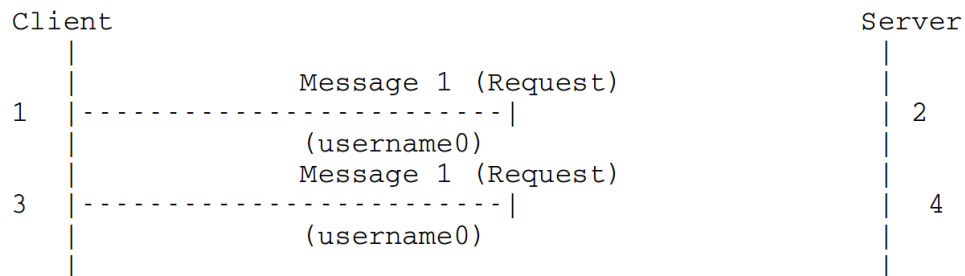 Client Server
Message 1 (Request)
1 |-------------------------| 2
(username0)
Message 1 (Request)
3 |-------------------------| 4
(username0)